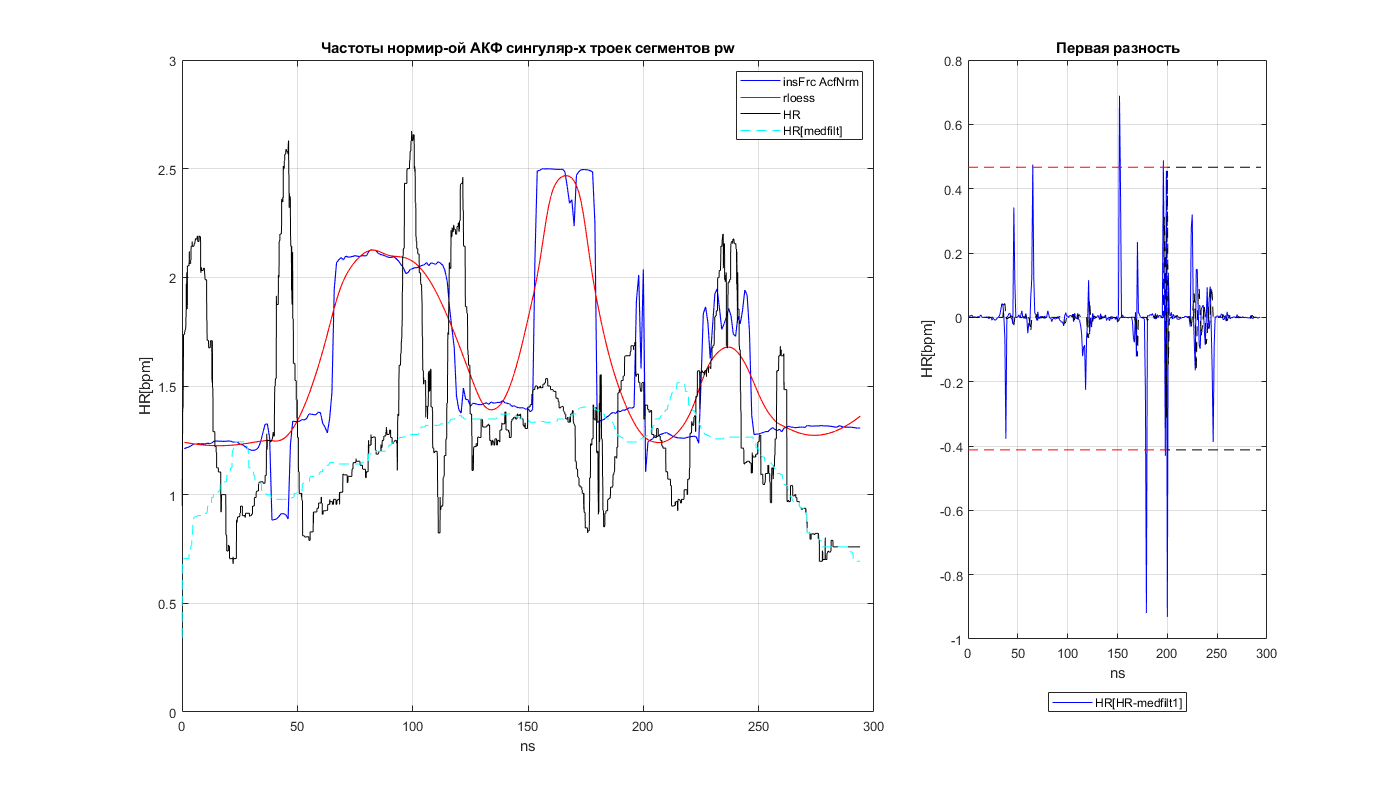 Частоты нормир-ой АКФ сингуляр-х троек сегментов pw
3
2.5
2
1.5
1
0.5
0
HR[bpm]
insFrc AcfNrm
rloess
HR
HR[medfilt]
0 50 100 150 200 250 300
ns
Первая разность
0.8
0.6
0.4
0.2
0
-0.2
-0.4
-0.6
-0.8
-1
HR[bpm]
0 50 100 150 200 250 300
ns
HR[HR-medfilt1]